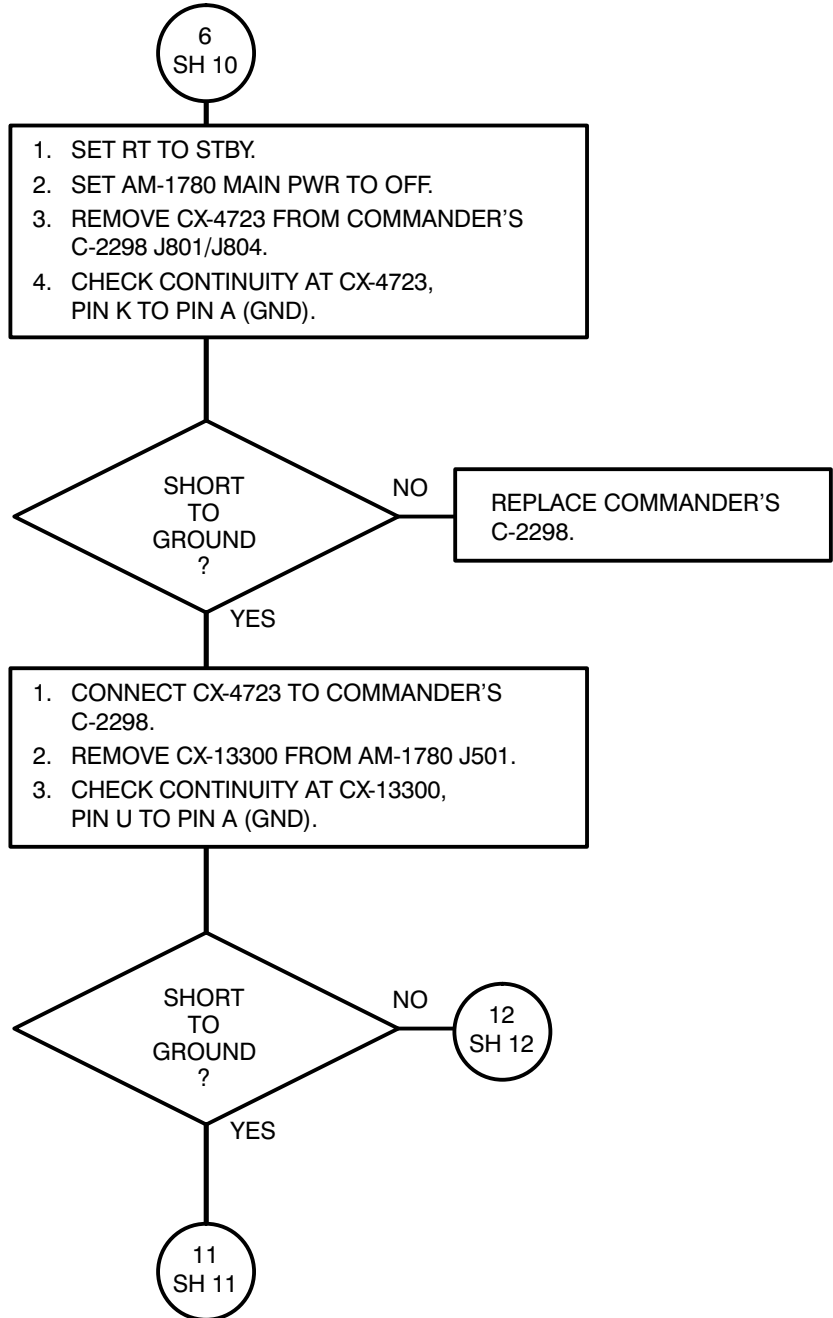 6
SH 10
1. SET RT TO STBY.
2. SET AM-1780 MAIN PWR TO OFF.
3. REMOVE CX-4723 FROM COMMANDER'S
C-2298 J801/J804.
4. CHECK CONTINUITY AT CX-4723,
PIN K TO PIN A (GND).
SHORT
TO
GROUND
?
NO
REPLACE COMMANDER'S
C-2298.
YES
1. CONNECT CX-4723 TO COMMANDER'S
C-2298.
2. REMOVE CX-13300 FROM AM-1780 J501.
3. CHECK CONTINUITY AT CX-13300,
PIN U TO PIN A (GND).
SHORT
TO
GROUND
?
NO
12
SH 12
YES
11
SH 11